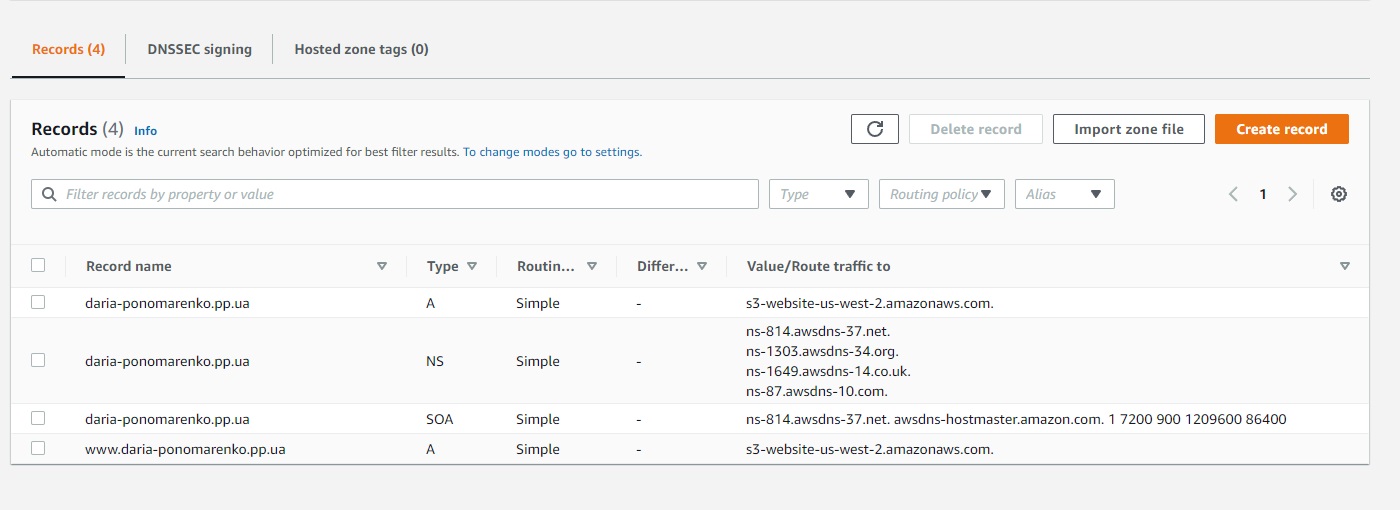 Records (4) DNSSEC signing Hosted zone tags (0)
Records (4) Info
Delete record Import zone file Create record
Automatic mode is the current search behavior optimized for best filter results. To change modes go to settings.
Filter records by property or value Type Routing policy Alias 1
Record name Type Routin... Differ... Value/Route traffic to
daria-ponomarenko.pp.ua A Simple - s3-website-us-west-2.amazonaws.com.
daria-ponomarenko.pp.ua NS Simple - ns-814.awsdns-37.net.
ns-1303.awsdns-34.org.
ns-1649.awsdns-14.co.uk.
ns-87.awsdns-10.com.
daria-ponomarenko.pp.ua SOA Simple - ns-814.awsdns-37.net. awsdns-hostmaster.amazon.com. 1 7200 900 1209600 86400
www.daria-ponomarenko.pp.ua A Simple - s3-website-us-west-2.amazonaws.com.